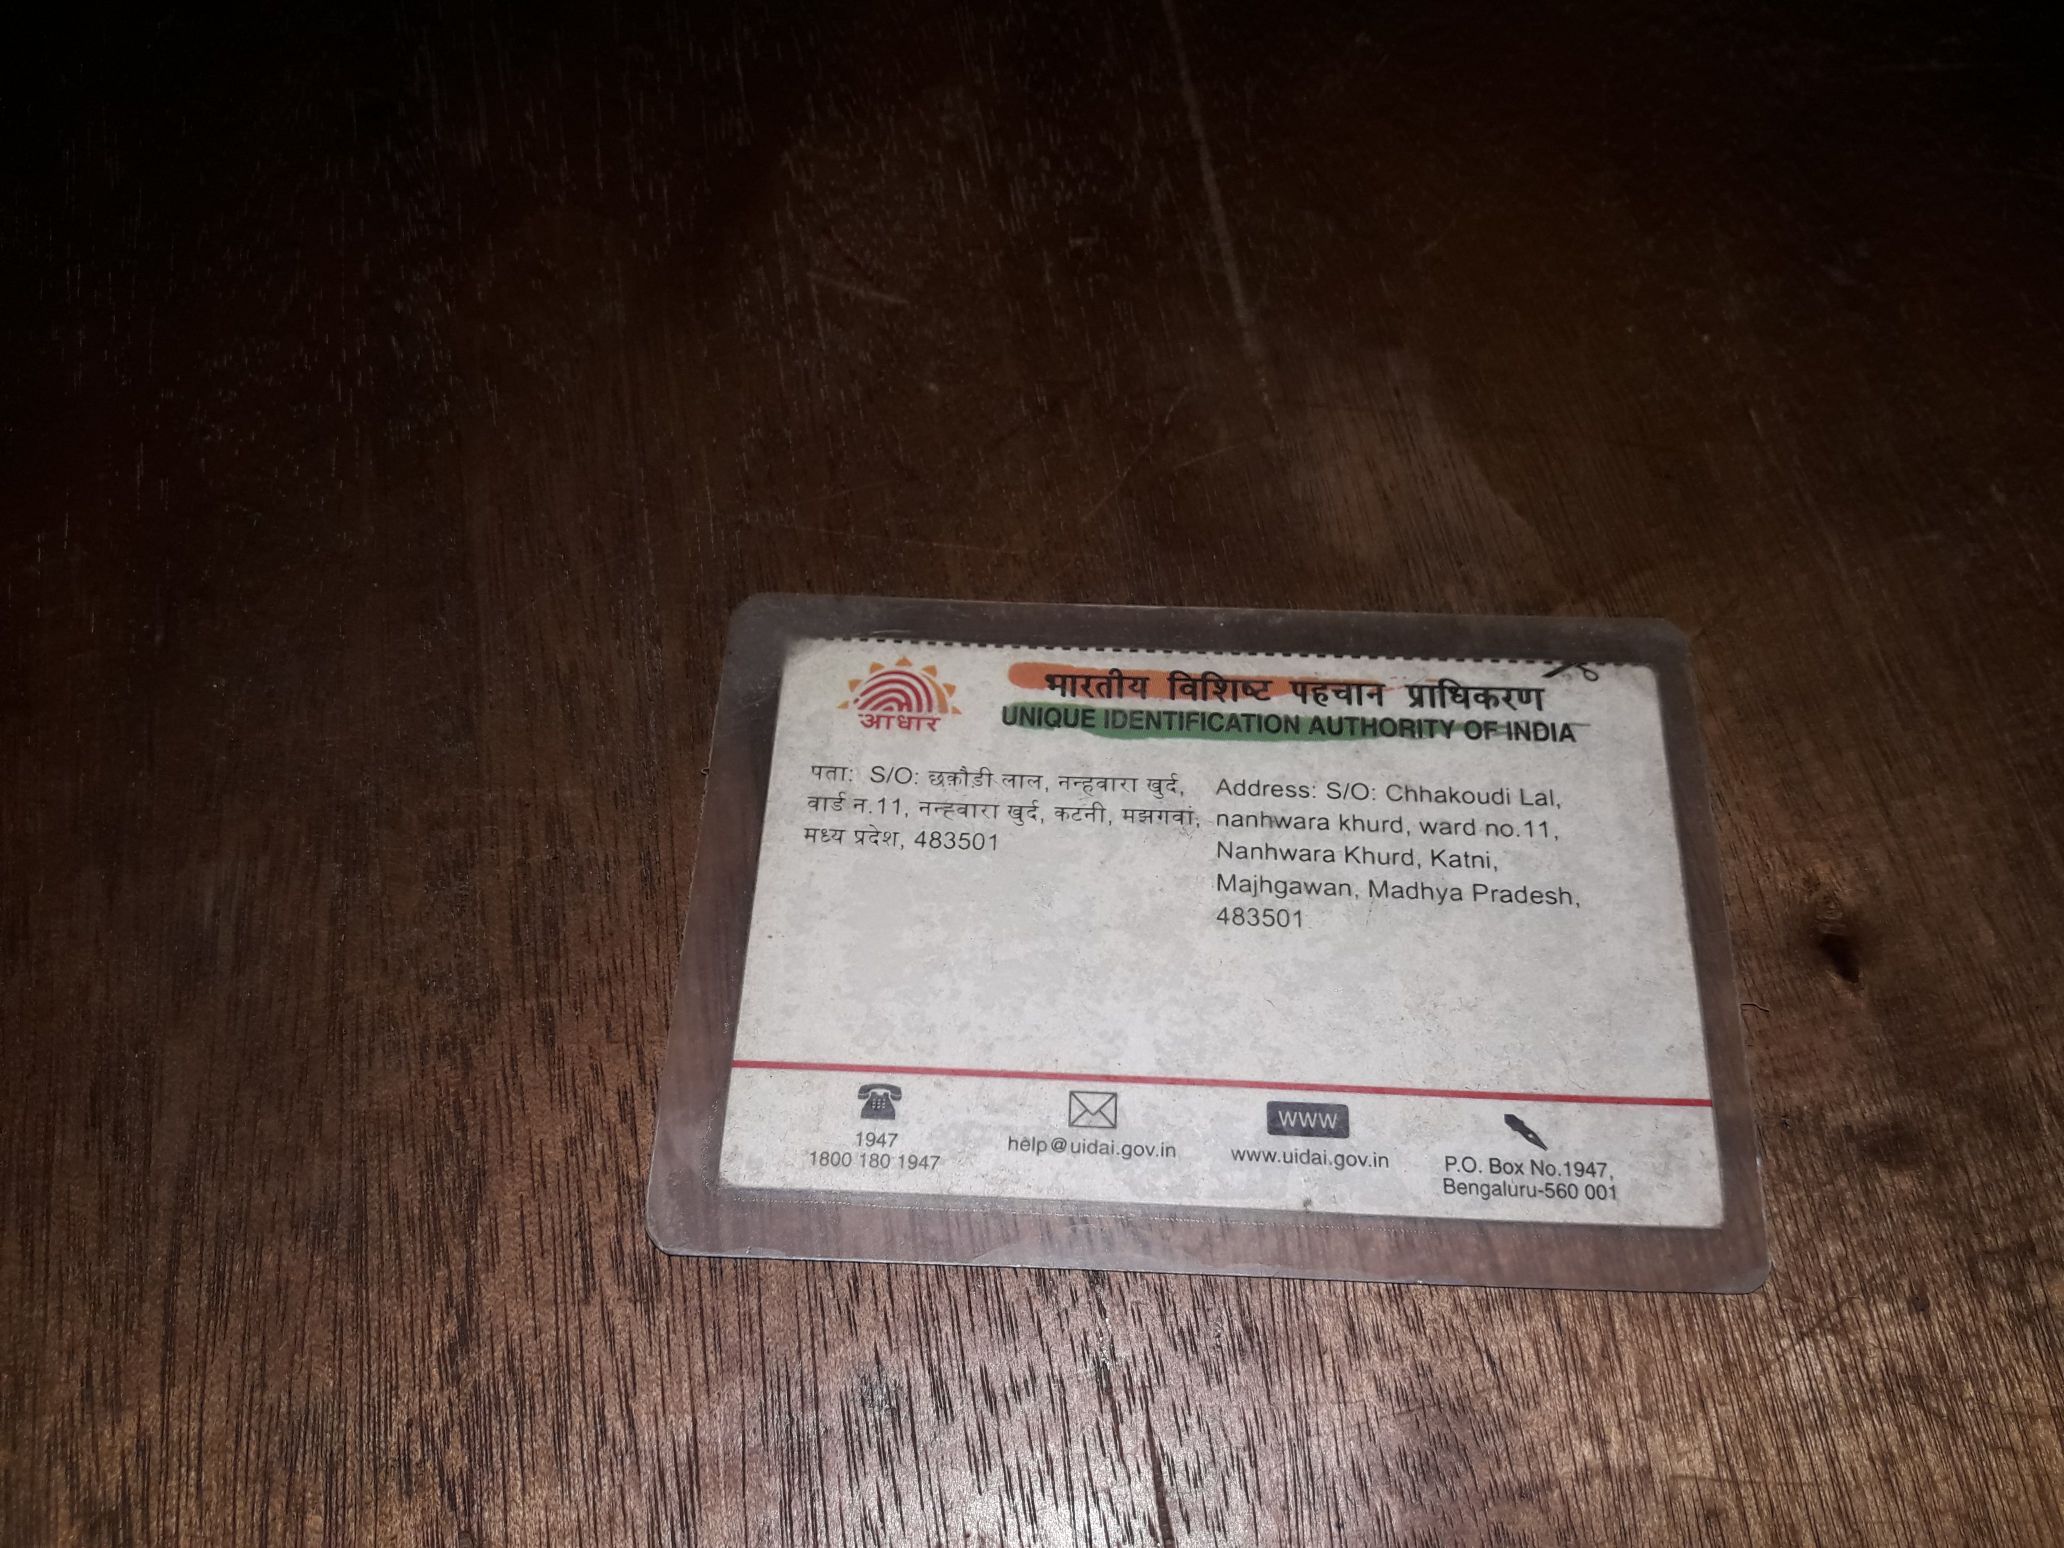 आधार
भारतीय विशिष्ट पहचान प्राधिकरण
UNIQUE IDENTIFICATION AUTHORITY OF INDIA
पता: S/O: छकौड़ी लाल, नन्हवारा खुर्द,
वार्ड न.11, नन्हवारा खुर्द, कटनी, मझगवां,
मध्य प्रदेश, 483501
Address: S/O: Chhakoudi Lal,
nanhwara khurd, ward no.11,
Nanhwara Khurd, Katni,
Majhgawan, Madhya Pradesh,
483501
1947
1800 180 1947
help@uidai.gov.in
www
www.uidai.gov.in
P.O. Box No.1947,
Bengaluru-560 001